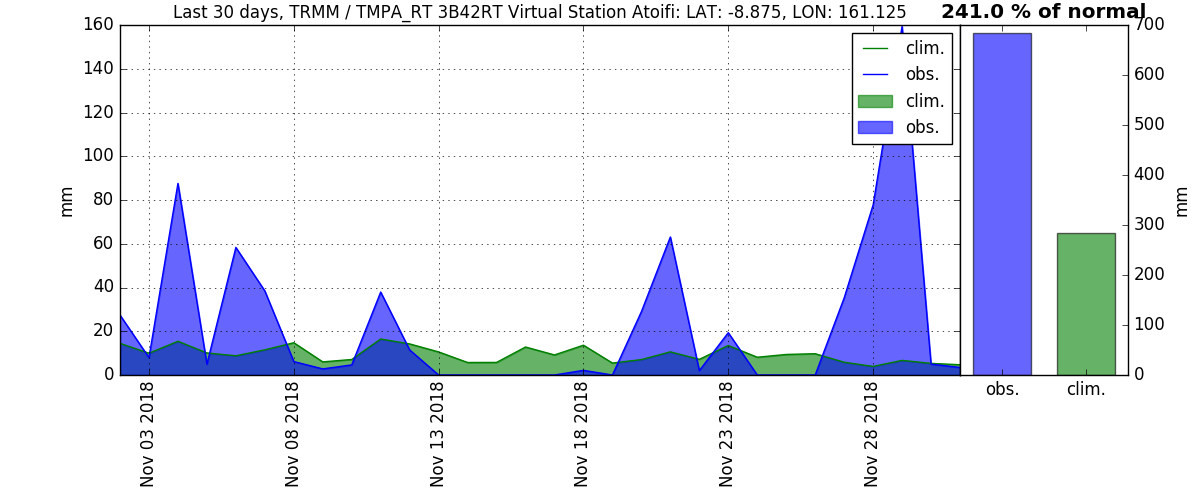 Last 30 days, TRMM / TMPA_RT 3B42RT Virtual Station Atoifi: LAT: -8.875, LON: 161.125
241.0 % of normal
160
140
120
100
80
60
40
20
0
mm
clim.
obs.
clim.
obs.
Nov 03 2018
Nov 08 2018
Nov 13 2018
Nov 18 2018
Nov 23 2018
Nov 28 2018
700
600
500
400
300
200
100
0
mm
obs.
clim.